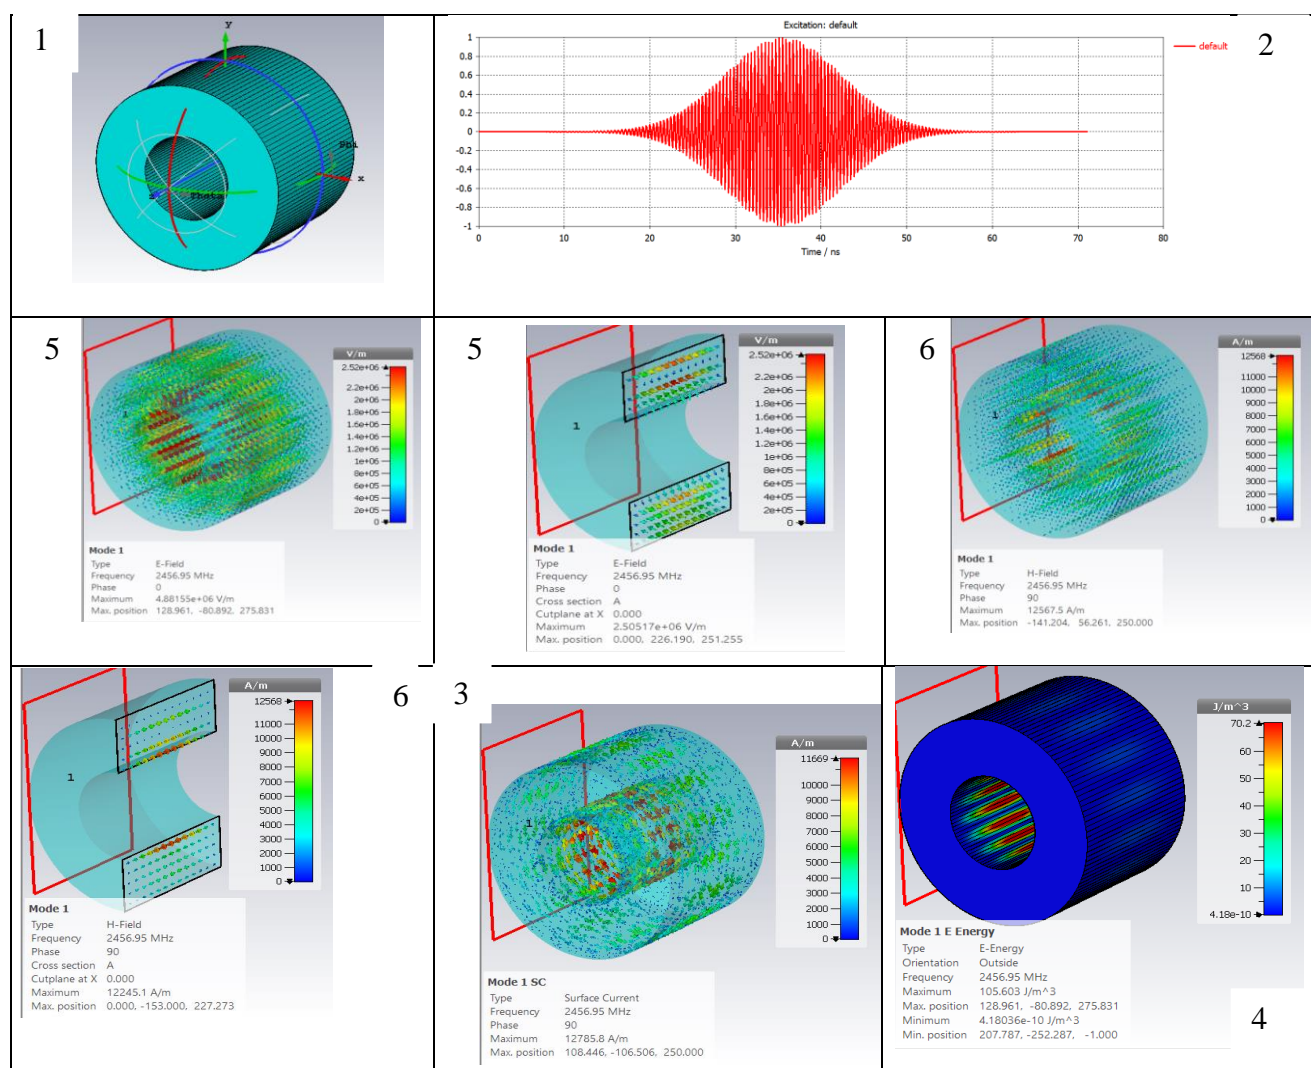 1
y
Phi
x
z
Theta
2
Excitation: default
default
1
0.8
0.6
0.4
0.2
0
-0.2
-0.4
-0.6
-0.8
-1
0 10 20 30 40 50 60 70 80
Time / ns
5
1
V/m
2.52e+06
2.2e+06
2e+06
1.8e+06
1.6e+06
1.4e+06
1.2e+06
1e+06
8e+05
6e+05
4e+05
2e+05
0
Mode 1
Type E-Field
Frequency 2456.95 MHz
Phase 0
Maximum 4.88155e+06 V/m
Max. position 128.961, -80.892, 275.831
5
1
V/m
2.52e+06
2.2e+06
2e+06
1.8e+06
1.6e+06
1.4e+06
1.2e+06
1e+06
8e+05
6e+05
4e+05
2e+05
0
Mode 1
Type E-Field
Frequency 2456.95 MHz
Phase 0
Cross section A
Cutplane at X 0.000
Maximum 2.50517e+06 V/m
Max. position 0.000, 226.190, 251.255
6
1
A/m
12568
11000
10000
9000
8000
7000
6000
5000
4000
3000
2000
1000
0
Mode 1
Type H-Field
Frequency 2456.95 MHz
Phase 90
Maximum 12567.5 A/m
Max. position -141.204, 56.261, 250.000
6
1
A/m
12568
11000
10000
9000
8000
7000
6000
5000
4000
3000
2000
1000
0
Mode 1
Type H-Field
Frequency 2456.95 MHz
Phase 90
Cross section A
Cutplane at X 0.000
Maximum 12245.1 A/m
Max. position 0.000, -153.000, 227.273
3
1
A/m
11669
10000
9000
8000
7000
6000
5000
4000
3000
2000
1000
0
Mode 1 SC
Type Surface Current
Frequency 2456.95 MHz
Phase 90
Maximum 12785.8 A/m
Max. position 108.446, -106.506, 250.000
J/m^3
70.2
60
50
40
30
20
10
4.18e-10
Mode 1 E Energy
Type E-Energy
Orientation Outside
Frequency 2456.95 MHz
Maximum 105.603 J/m^3
Max. position 128.961, -80.892, 275.831
Minimum 4.18036e-10 J/m^3
Min. position 207.787, -252.287, -1.000
4